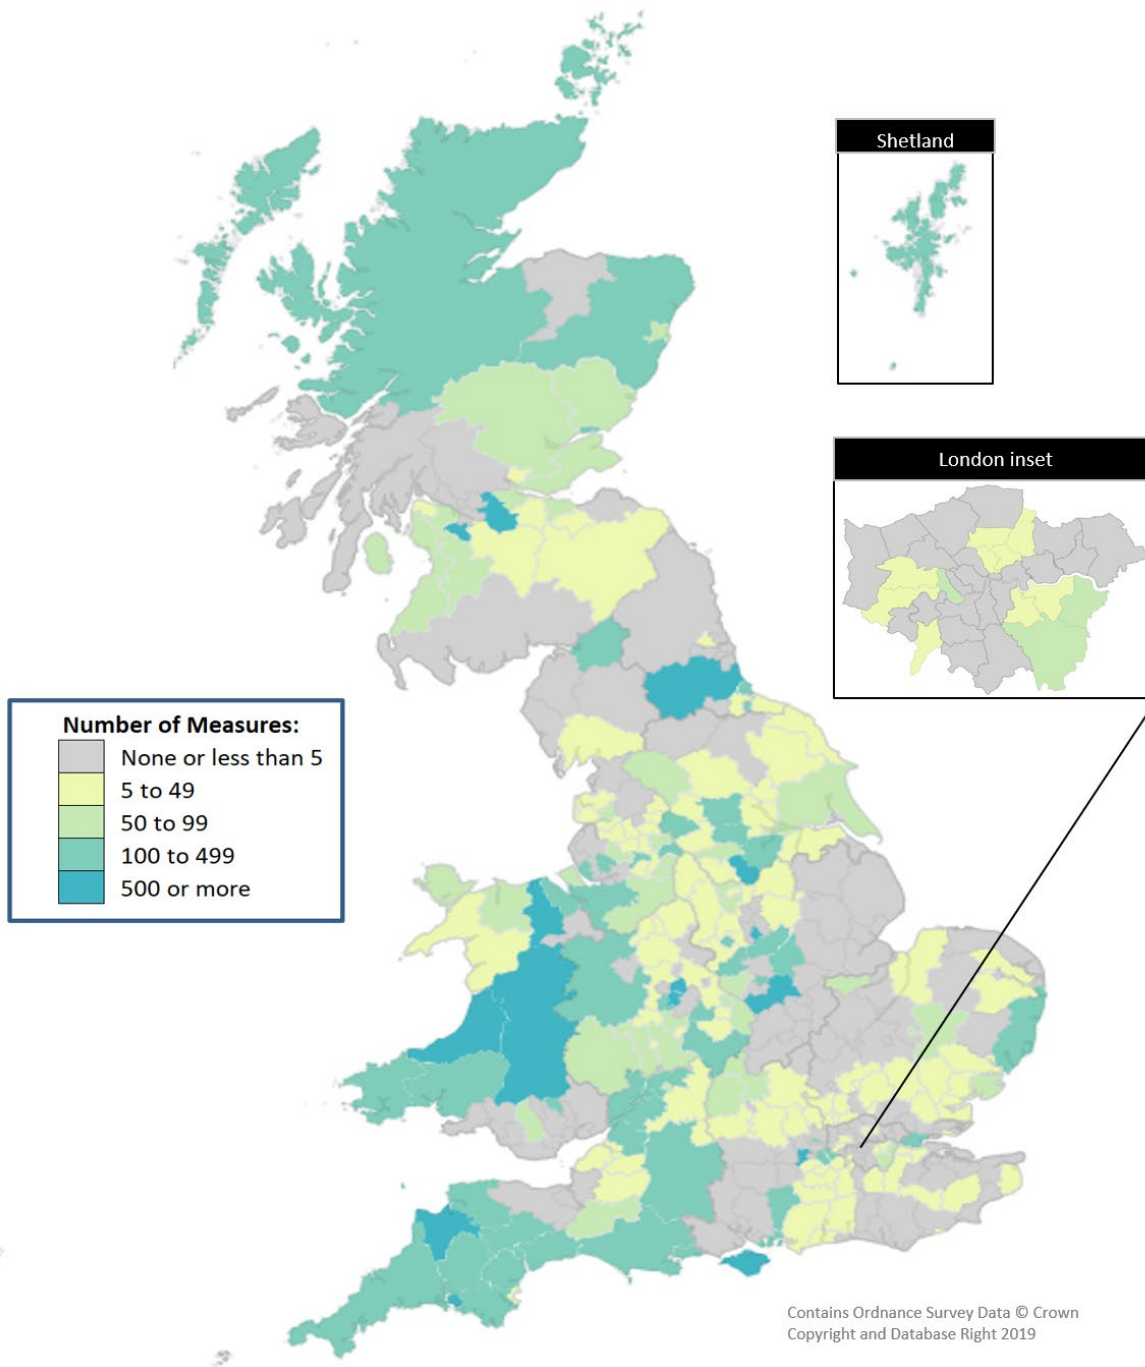 Shetland
London inset
Number of Measures:
None or less than 5
5 to 49
50 to 99
100 to 499
500 or more
Contains Ordnance Survey Data © Crown
Copyright and Database Right 2019